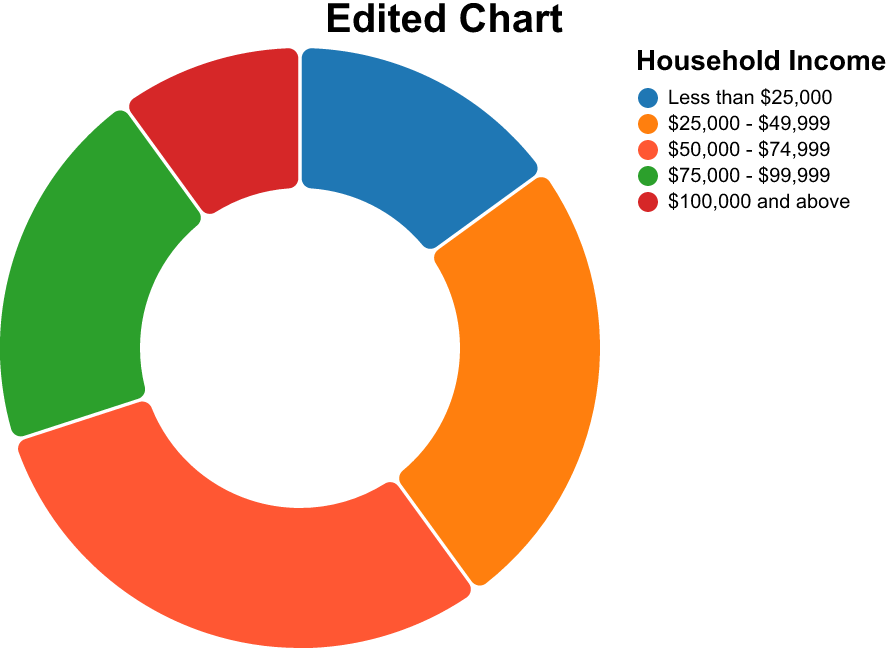 Edited Chart
Household Income
Less than $25,000
$25,000 - $49,999
$50,000 - $74,999
$75,000 - $99,999
$100,000 and above